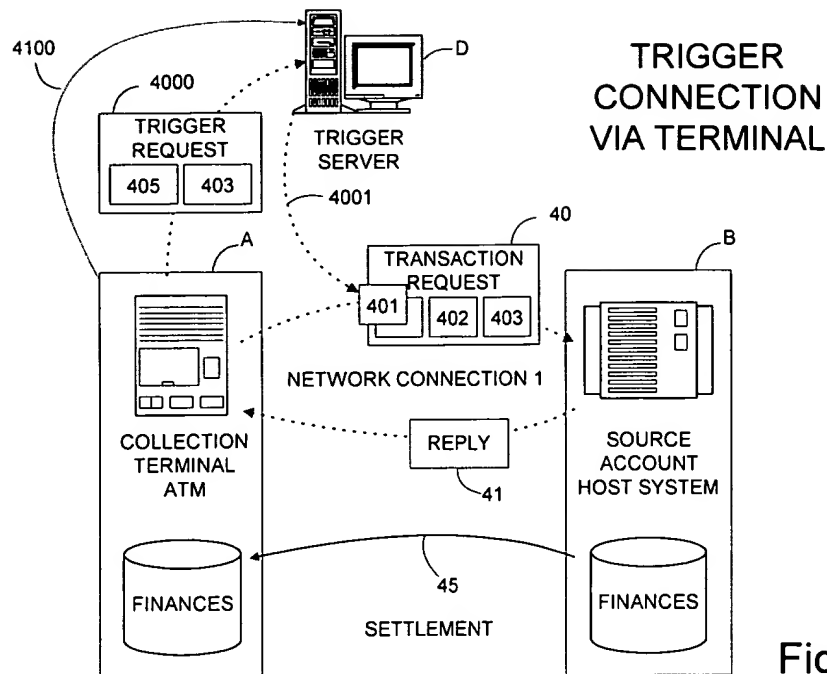 4100
D
TRIGGER
CONNECTION
VIA TERMINAL
4000
TRIGGER
REQUEST
405
403
TRIGGER
SERVER
4001
40
A
B
TRANSACTION
REQUEST
401
402
403
NETWORK CONNECTION 1
COLLECTION
TERMINAL
ATM
REPLY
41
SOURCE
ACCOUNT
HOST SYSTEM
45
FINANCES
FINANCES
SETTLEMENT
Fig